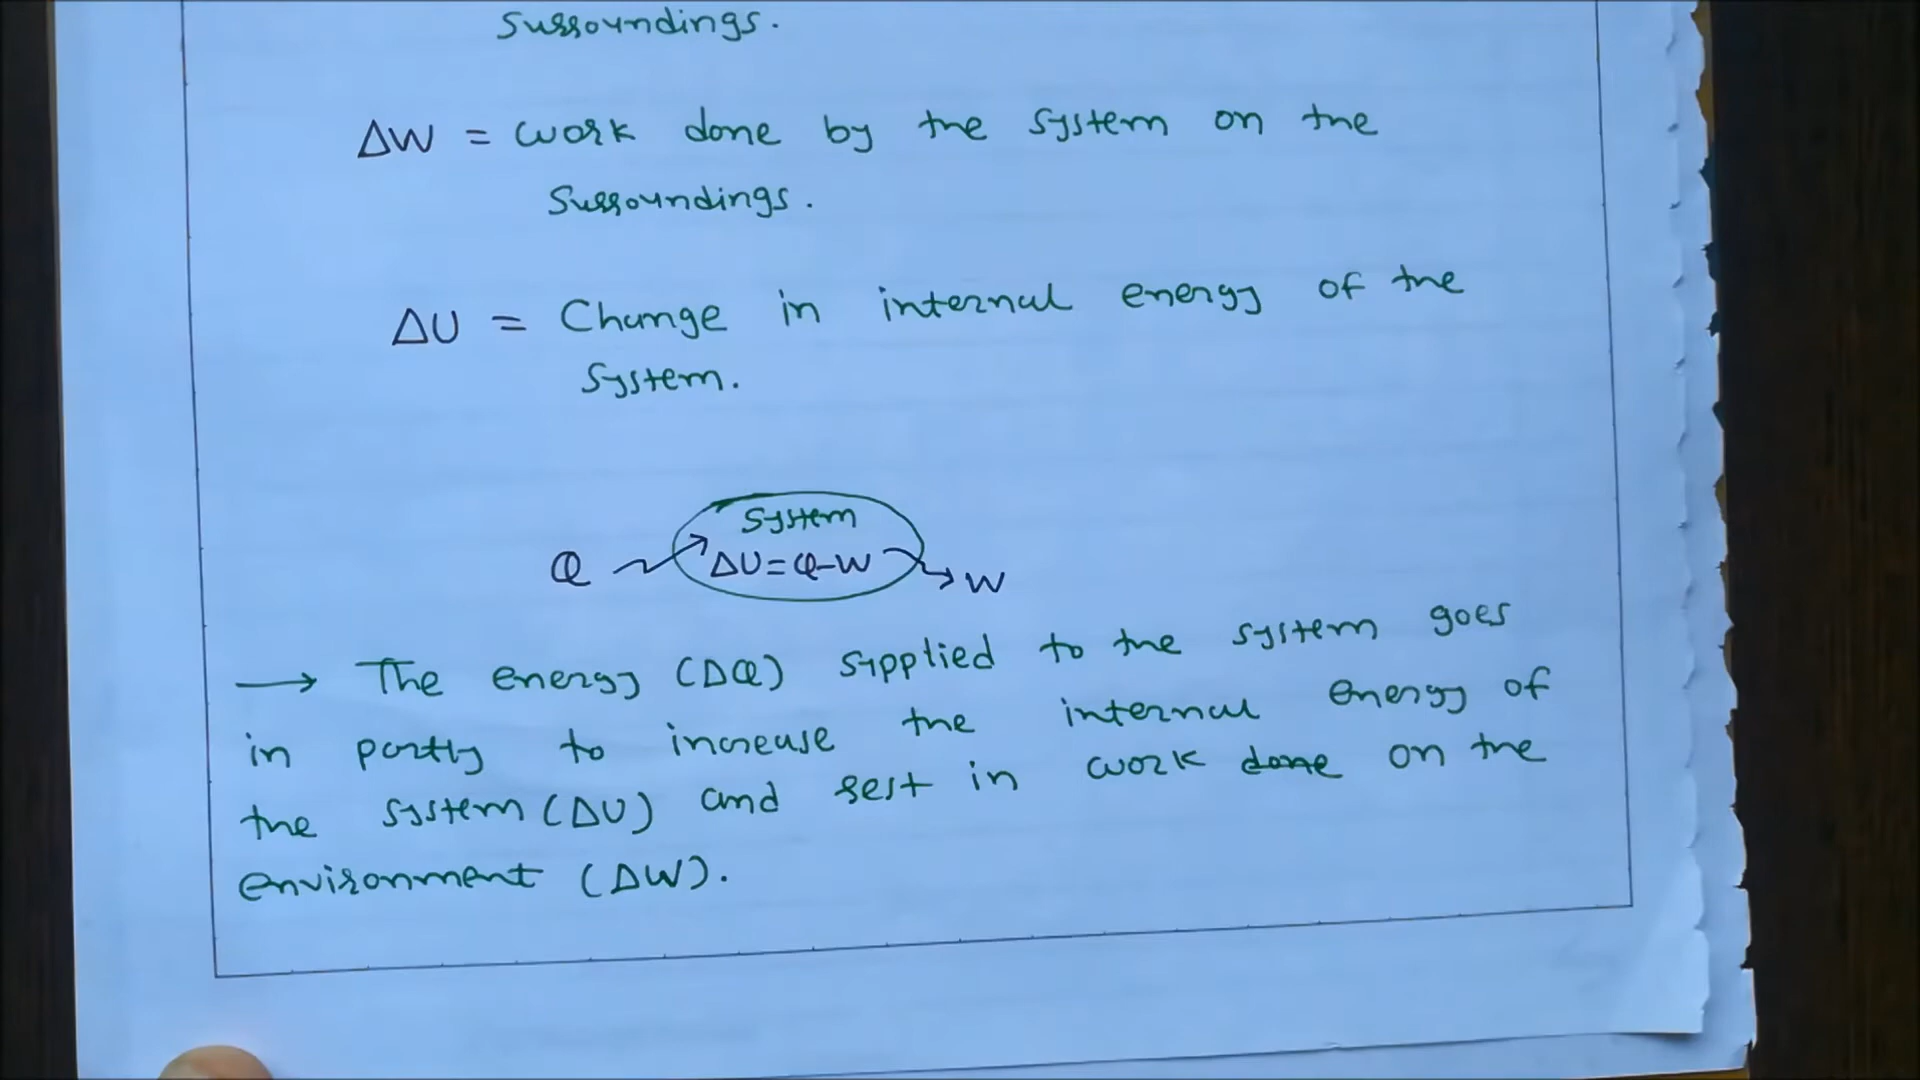 Surroundings.
ΔW = work done by the system on the
Surroundings.
ΔU = Change in internal energy of the
System.
System
Q ΔU=Q-W W
→ The energy (ΔQ) supplied to the system goes
in partly to increase the internal energy of
the system (ΔU) and rest in work done on the
environment (ΔW).